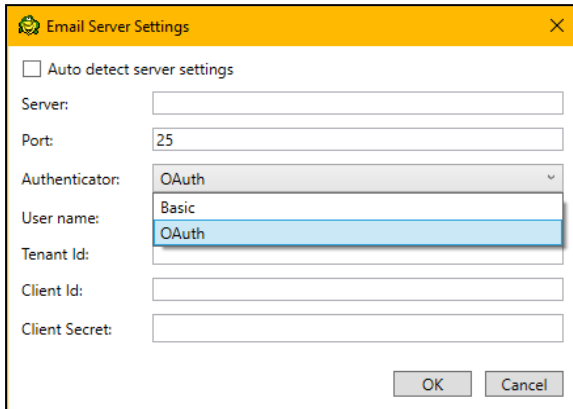 Email Server Settings
Auto detect server settings
Server:
Port: 25
Authenticator: OAuth
Basic
User name:
OAuth
Tenant Id:
Client Id:
Client Secret:
OK Cancel